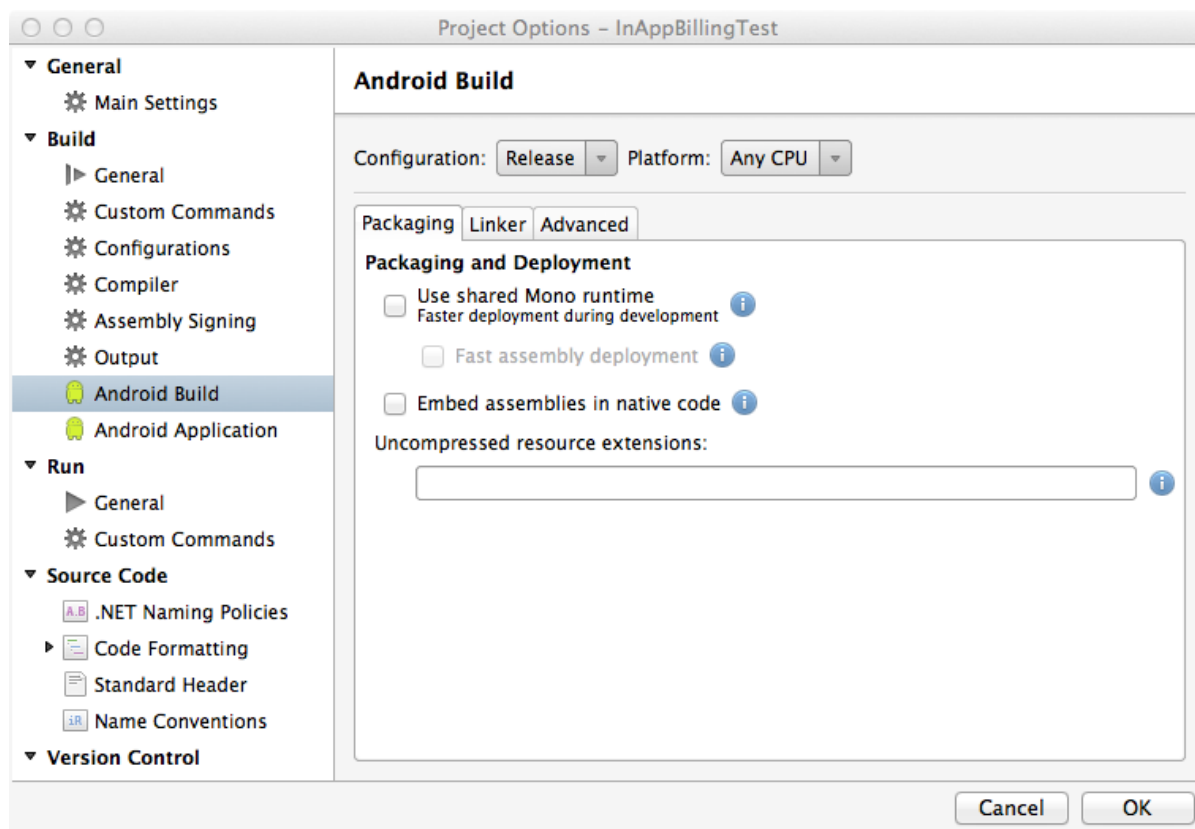 Project Options – InAppBillingTest
General
Main Settings
Build
General
Custom Commands
Configurations
Compiler
Assembly Signing
Output
Android Build
Android Application
Run
General
Custom Commands
Source Code
A.B .NET Naming Policies
Code Formatting
Standard Header
iR Name Conventions
Version Control
Android Build
Configuration: Release Platform: Any CPU
Packaging Linker Advanced
Packaging and Deployment
Use shared Mono runtime
Faster deployment during development
Fast assembly deployment
Embed assemblies in native code
Uncompressed resource extensions:
Cancel OK